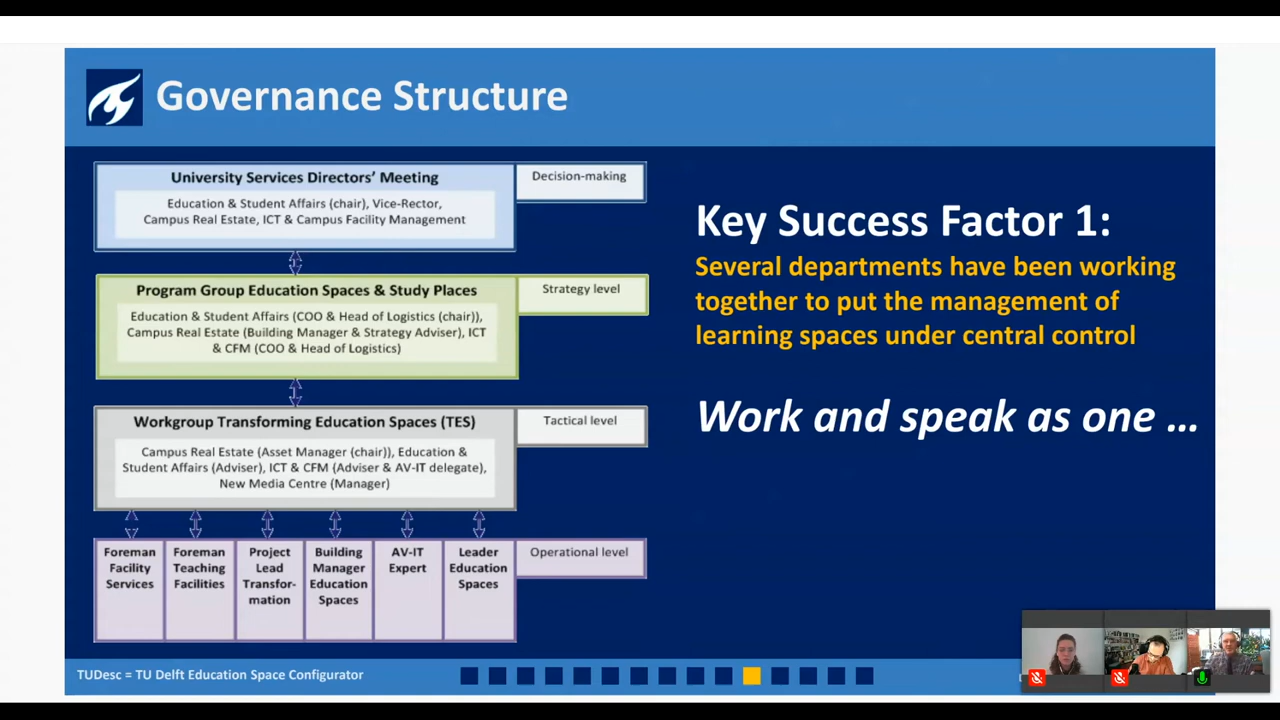 Governance Structure
University Services Directors’ Meeting
Education & Student Affairs (chair), Vice-Rector,
Campus Real Estate, ICT & Campus Facility Management
Decision-making
Program Group Education Spaces & Study Places
Education & Student Affairs (COO & Head of Logistics (chair)),
Campus Real Estate (Building Manager & Strategy Adviser), ICT
& CFM (COO & Head of Logistics)
Strategy level
Workgroup Transforming Education Spaces (TES)
Campus Real Estate (Asset Manager (chair)), Education &
Student Affairs (Adviser), ICT & CFM (Adviser & AV-IT delegate),
New Media Centre (Manager)
Tactical level
Foreman
Facility
Services
Foreman
Teaching
Facilities
Project
Lead
Transfor-
mation
Building
Manager
Education
Spaces
AV-IT
Expert
Leader
Education
Spaces
Operational level
Key Success Factor 1:
Several departments have been working
together to put the management of
learning spaces under central control
Work and speak as one ...
TUDesc = TU Delft Education Space Configurator